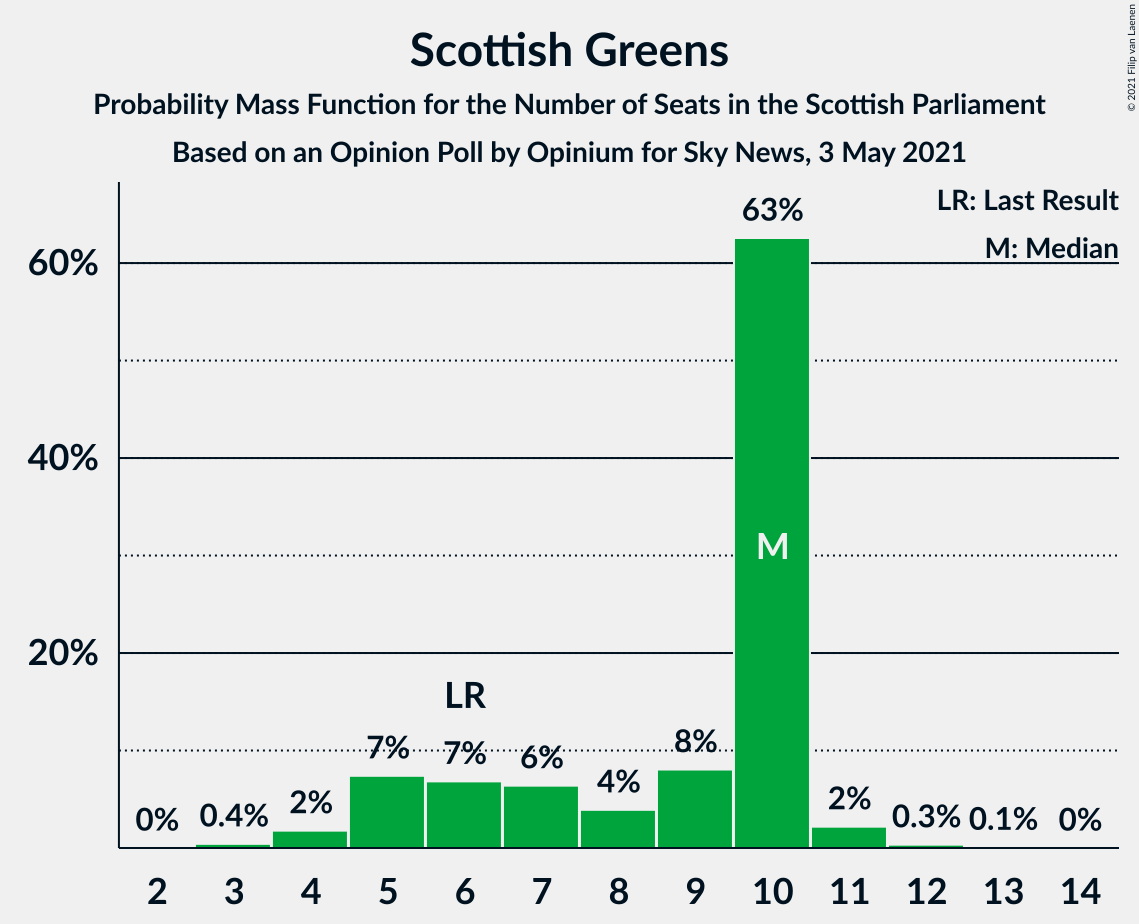 Scottish Greens
Probability Mass Function for the Number of Seats in the Scottish Parliament
Based on an Opinion Poll by Opinium for Sky News, 3 May 2021
© 2021 Filip van Laenen
LR: Last Result
M: Median
63%
60%
40%
M
20%
LR
7%
7%
6%
8%
4%
0%
0.4%
2%
2%
0.3%
0.1%
0%
2 3 4 5 6 7 8 9 10 11 12 13 14